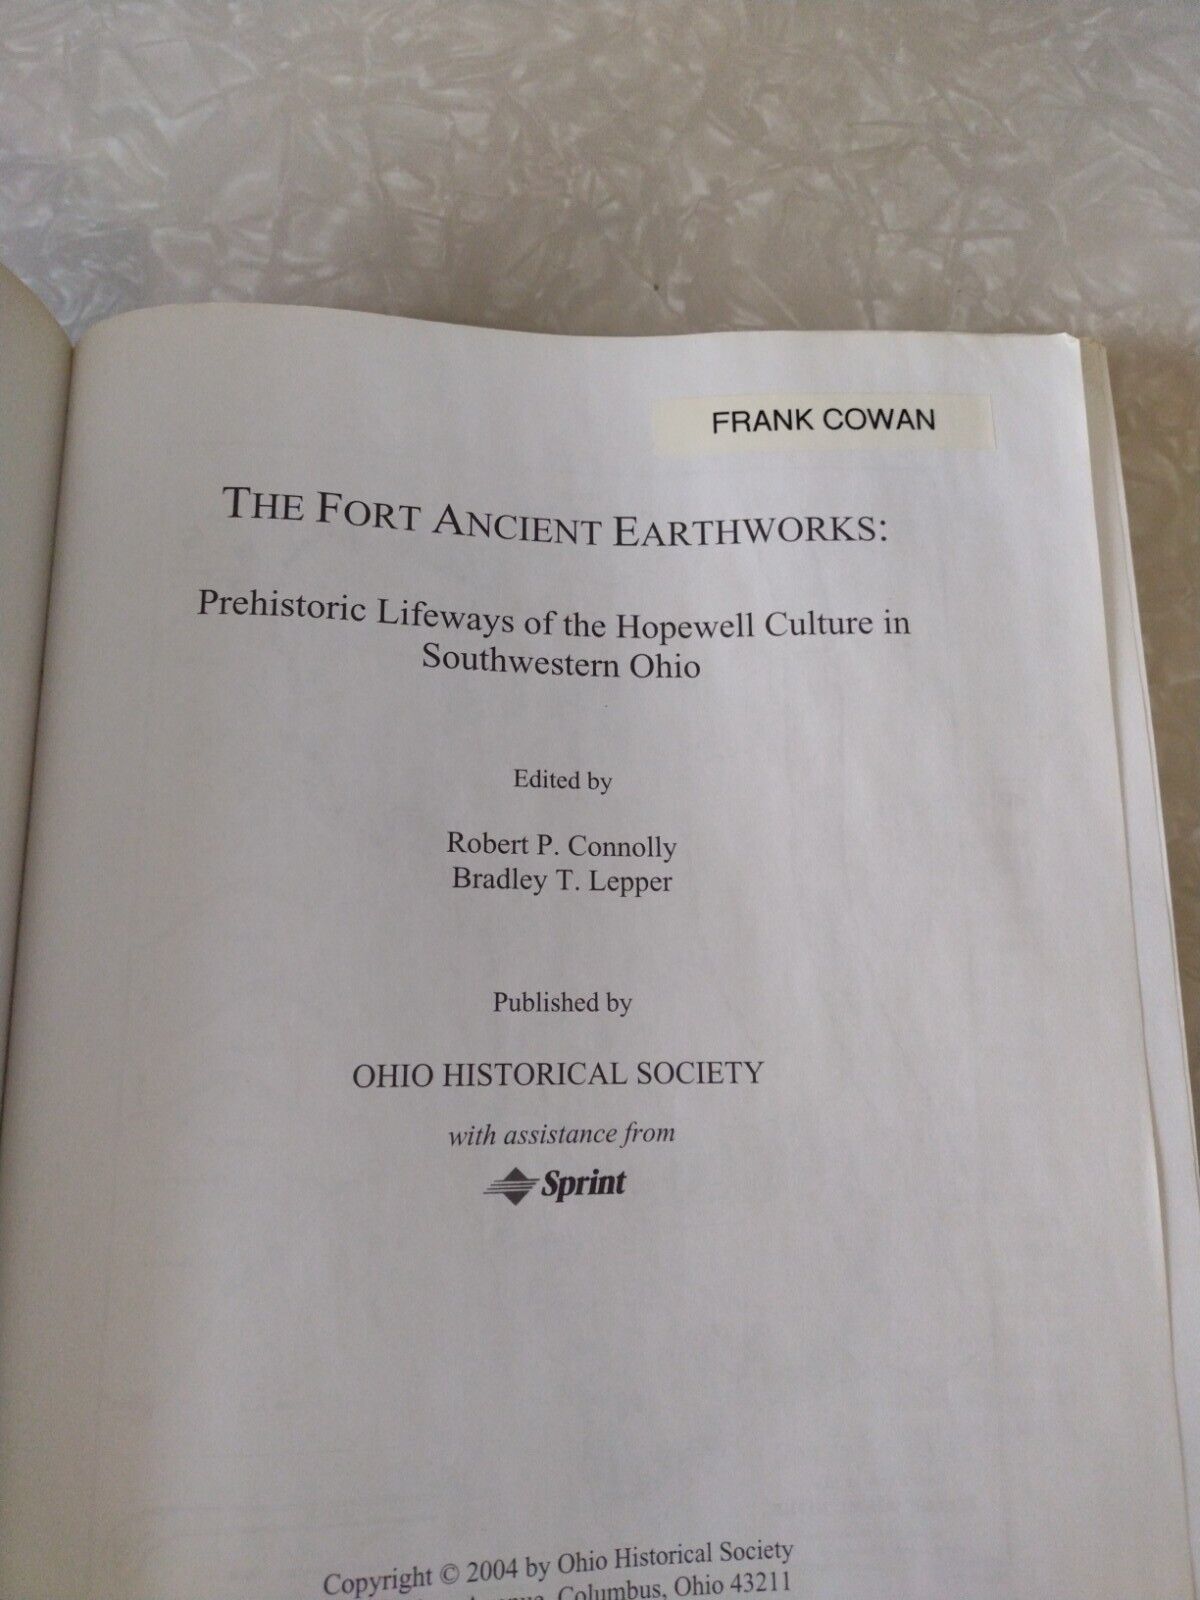 FRANK COWAN
THE FORT ANCIENT EARTHWORKS:
Prehistoric Lifeways of the Hopewell Culture in
Southwestern Ohio
Edited by
Robert P. Connolly
Bradley T. Lepper
Published by
OHIO HISTORICAL SOCIETY
with assistance from
Sprint
Copyright © 2004 by Ohio Historical Society
Columbus, Ohio 43211